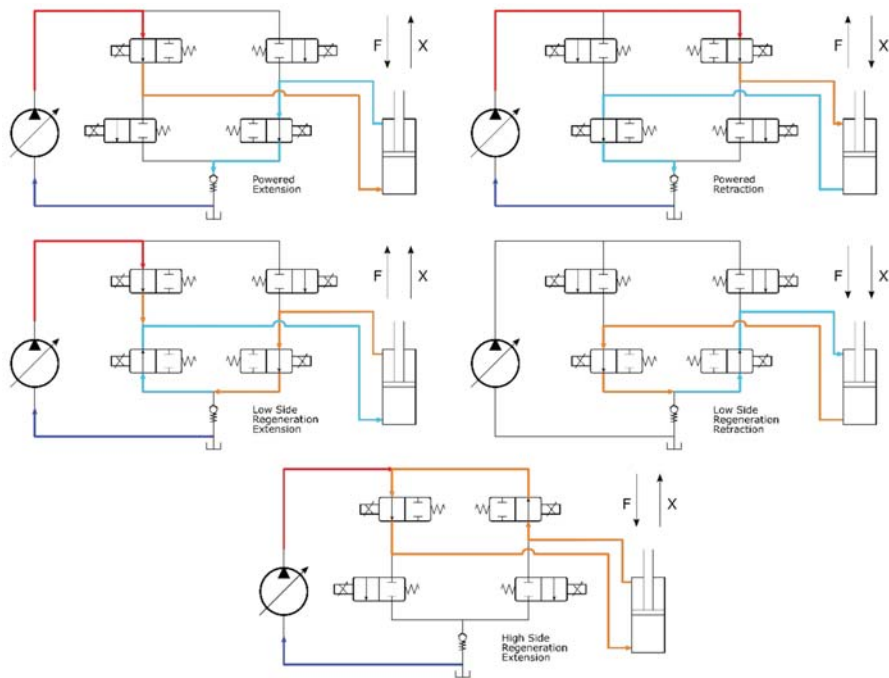 F
X
Powered
Extension
F
X
Powered
Retraction
F
X
Low Side
Regeneration
Extension
F
X
Low Side
Regeneration
Retraction
F
X
High Side
Regeneration
Extension